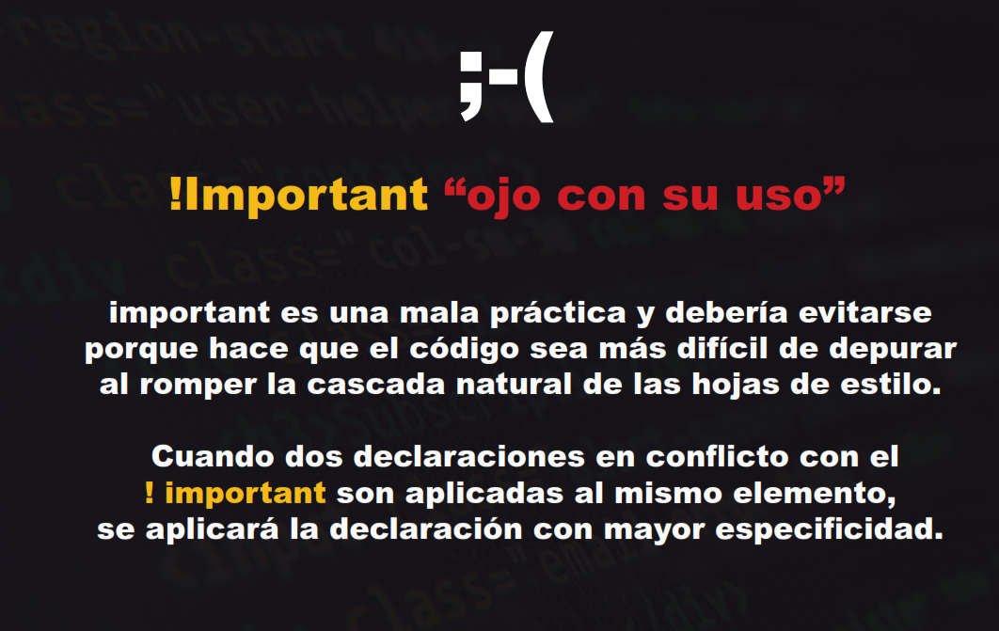 ;-(
!Important “ojo con su uso”
important es una mala práctica y debería evitarse
porque hace que el código sea más difícil de depurar
al romper la cascada natural de las hojas de estilo.
Cuando dos declaraciones en conflicto con el
! important son aplicadas al mismo elemento,
se aplicará la declaración con mayor especificidad.